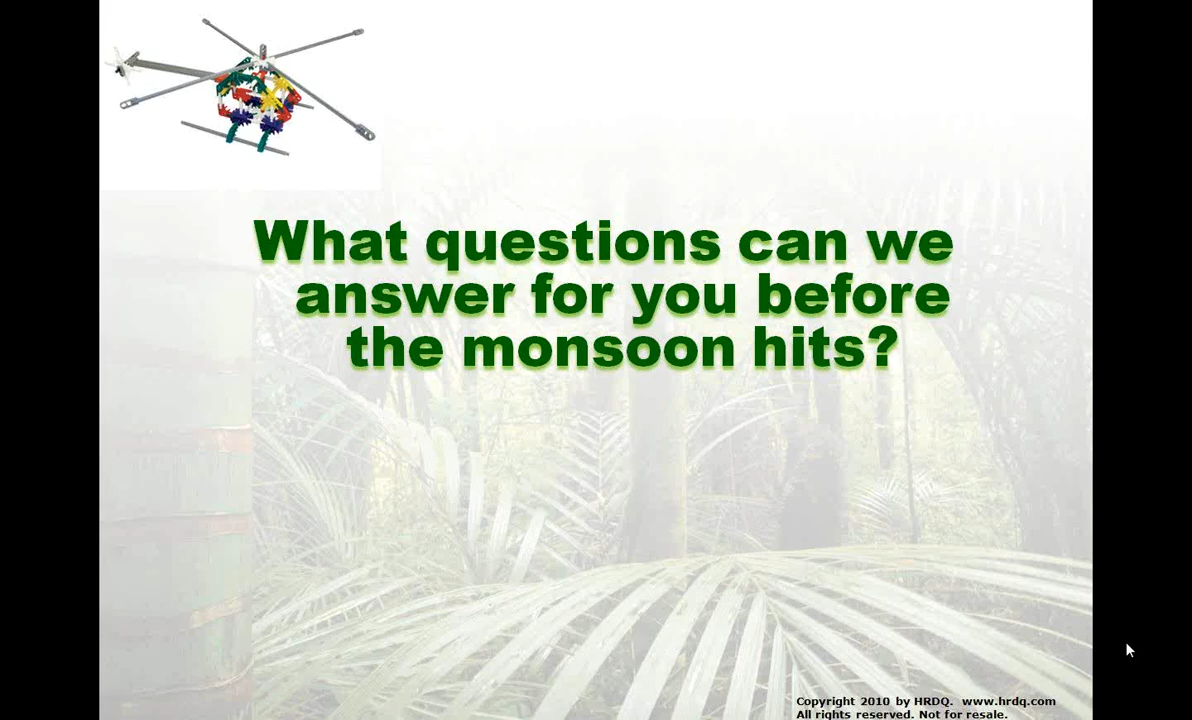 What questions can we
answer for you before
the monsoon hits?
Copyright 2010 by HRDQ. www.hrdq.com
All rights reserved. Not for resale.